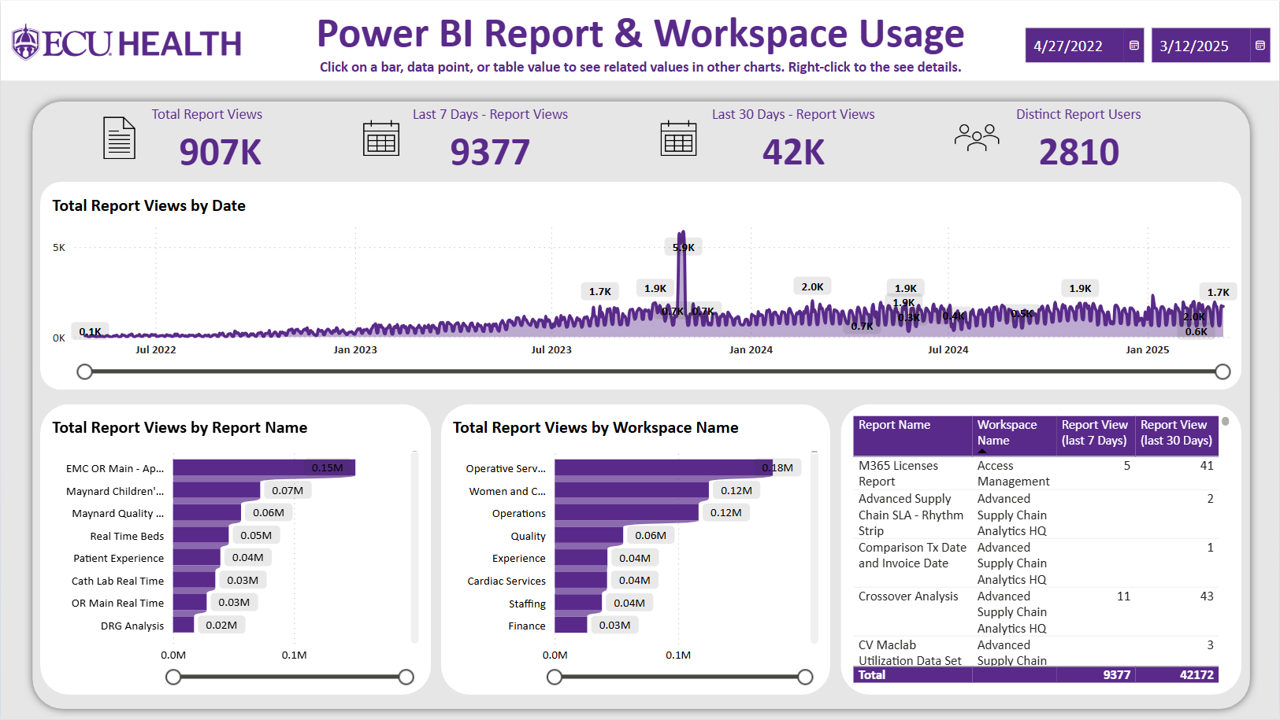 ECU HEALTH
Power BI Report & Workspace Usage
Click on a bar, data point, or table value to see related values in other charts. Right-click to the see details.
4/27/2022
3/12/2025
Total Report Views
907K
Last 7 Days - Report Views
9377
Last 30 Days - Report Views
42K
Distinct Report Users
2810
Total Report Views by Date
5K
0K
0.1K
1.7K
1.9K
5.9K
0.7K
0.7K
2.0K
0.7K
1.9K
1.9K
0.3K
0.4K
0.5K
1.9K
1.7K
2.0K
0.6K
Jul 2022
Jan 2023
Jul 2023
Jan 2024
Jul 2024
Jan 2025
Total Report Views by Report Name
EMC OR Main - Ap... 0.15M
Maynard Children'... 0.07M
Maynard Quality ... 0.06M
Real Time Beds 0.05M
Patient Experience 0.04M
Cath Lab Real Time 0.03M
OR Main Real Time 0.03M
DRG Analysis 0.02M
0.0M 0.1M
Total Report Views by Workspace Name
Operative Serv... 0.18M
Women and C... 0.12M
Operations 0.12M
Quality 0.06M
Experience 0.04M
Cardiac Services 0.04M
Staffing 0.04M
Finance 0.03M
0.0M 0.1M
Report Name Workspace Report View Report View
Name (last 7 Days) (last 30 Days)
M365 Licenses Access 5 41
Report Management
Advanced Supply Advanced 2
Chain SLA - Rhythm Supply Chain
Strip Analytics HQ
Comparison Tx Date Advanced 1
and Invoice Date Supply Chain
Analytics HQ
Crossover Analysis Advanced 11 43
Supply Chain
Analytics HQ
CV Maclab Advanced 3
Utilization Data Set Supply Chain
Total 9377 42172